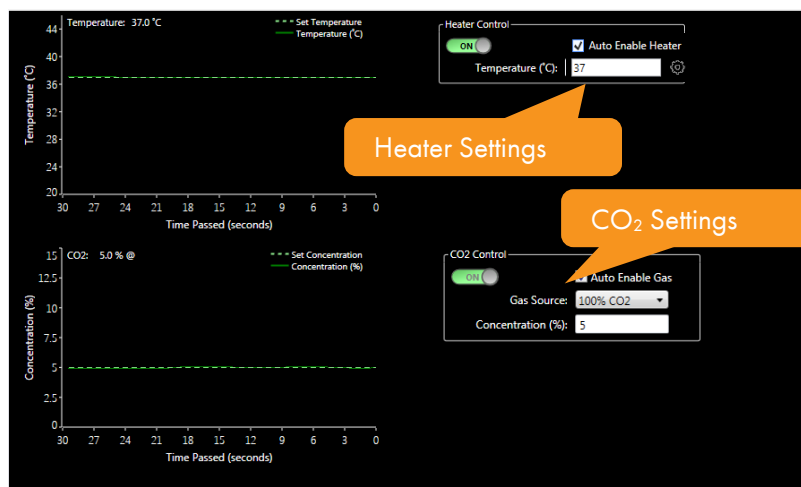 Temperature: 37.0 °C
Set Temperature
Temperature (°C)
44
40
36
32
28
24
20
Temperature (°C)
30 27 24 21 18 15 12 9 6 3 0
Time Passed (seconds)
Heater Control
ON
Auto Enable Heater
Temperature (°C): 37
Heater Settings
CO₂ Settings
CO2: 5.0 % @
Set Concentration
Concentration (%)
15
12.5
10
7.5
5
2.5
0
Concentration (%)
30 27 24 21 18 15 12 9 6 3 0
Time Passed (seconds)
CO2 Control
ON
Auto Enable Gas
Gas Source: 100% CO2
Concentration (%): 5